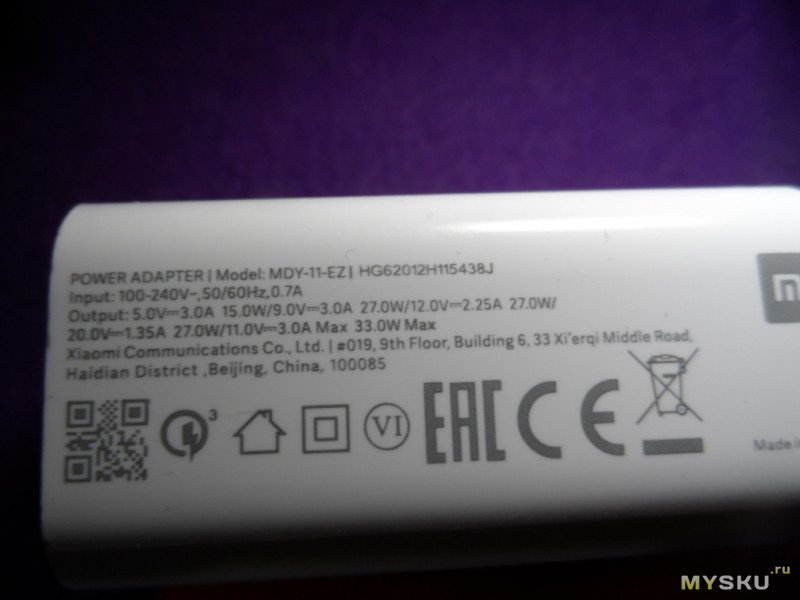 POWER ADAPTER | Model: MDY-11-EZ | HG62012H115438J
Input: 100-240V~,50/60Hz,0.7A
Output: 5.0V⎓3.0A 15.0W/9.0V⎓3.0A 27.0W/12.0V⎓2.25A 27.0W/
20.0V⎓1.35A 27.0W/11.0V⎓3.0A Max 33.0W Max
Xiaomi Communications Co., Ltd. | #019, 9th Floor, Building 6, 33 Xi'erqi Middle Road,
Haidian District ,Beijing, China, 100085
3
VI
EAC
CE
Made in
MYSKU.ru